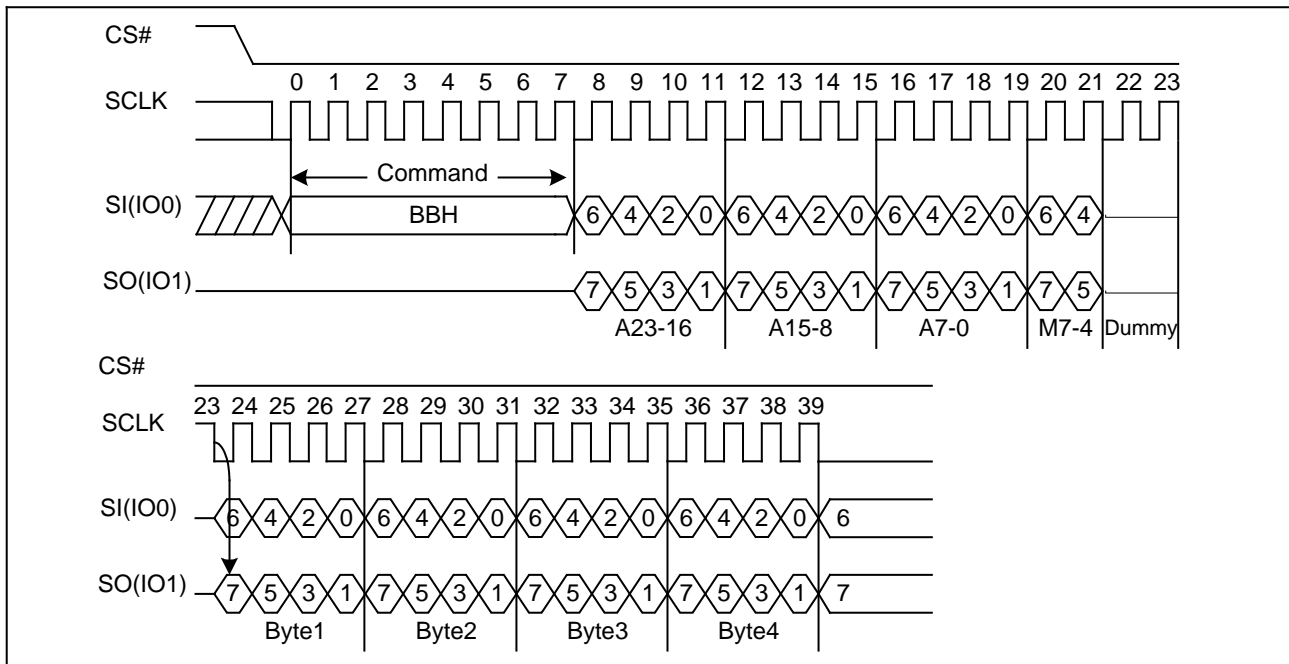 CS#
0 1 2 3 4 5 6 7 8 9 10 11 12 13 14 15 16 17 18 19 20 21 22 23
SCLK
Command
SI(IO0) BBH 6 4 2 0 6 4 2 0 6 4 2 0 6 4
SO(IO1) 7 5 3 1 7 5 3 1 7 5 3 1 7 5
A23-16 A15-8 A7-0 M7-4 Dummy
CS#
23 24 25 26 27 28 29 30 31 32 33 34 35 36 37 38 39
SCLK
SI(IO0) 6 4 2 0 6 4 2 0 6 4 2 0 6 4 2 0 6
SO(IO1) 7 5 3 1 7 5 3 1 7 5 3 1 7 5 3 1 7
Byte1 Byte2 Byte3 Byte4